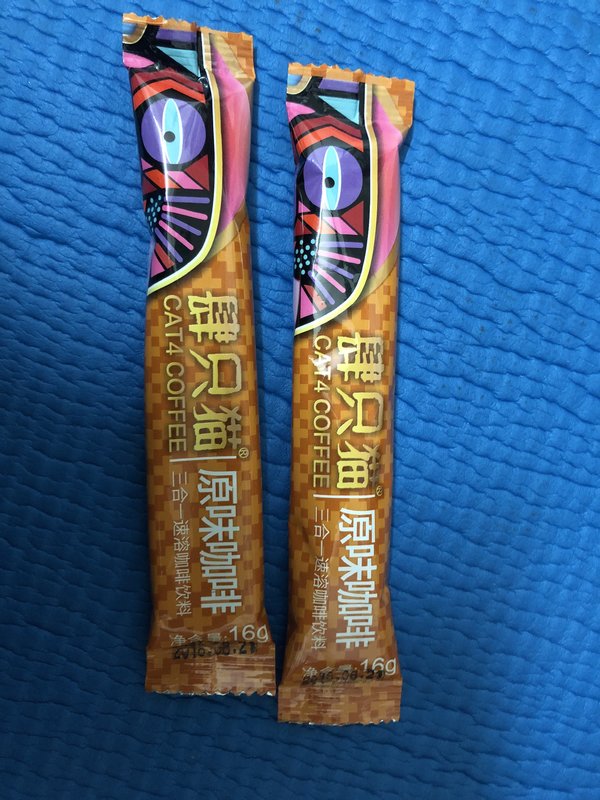 肆只猫®
CAT4 COFFEE
原味咖啡
三合一速溶咖啡饮料
净含量:16g
肆只猫®
CAT4 COFFEE
原味咖啡
三合一速溶咖啡饮料
净含量:16g